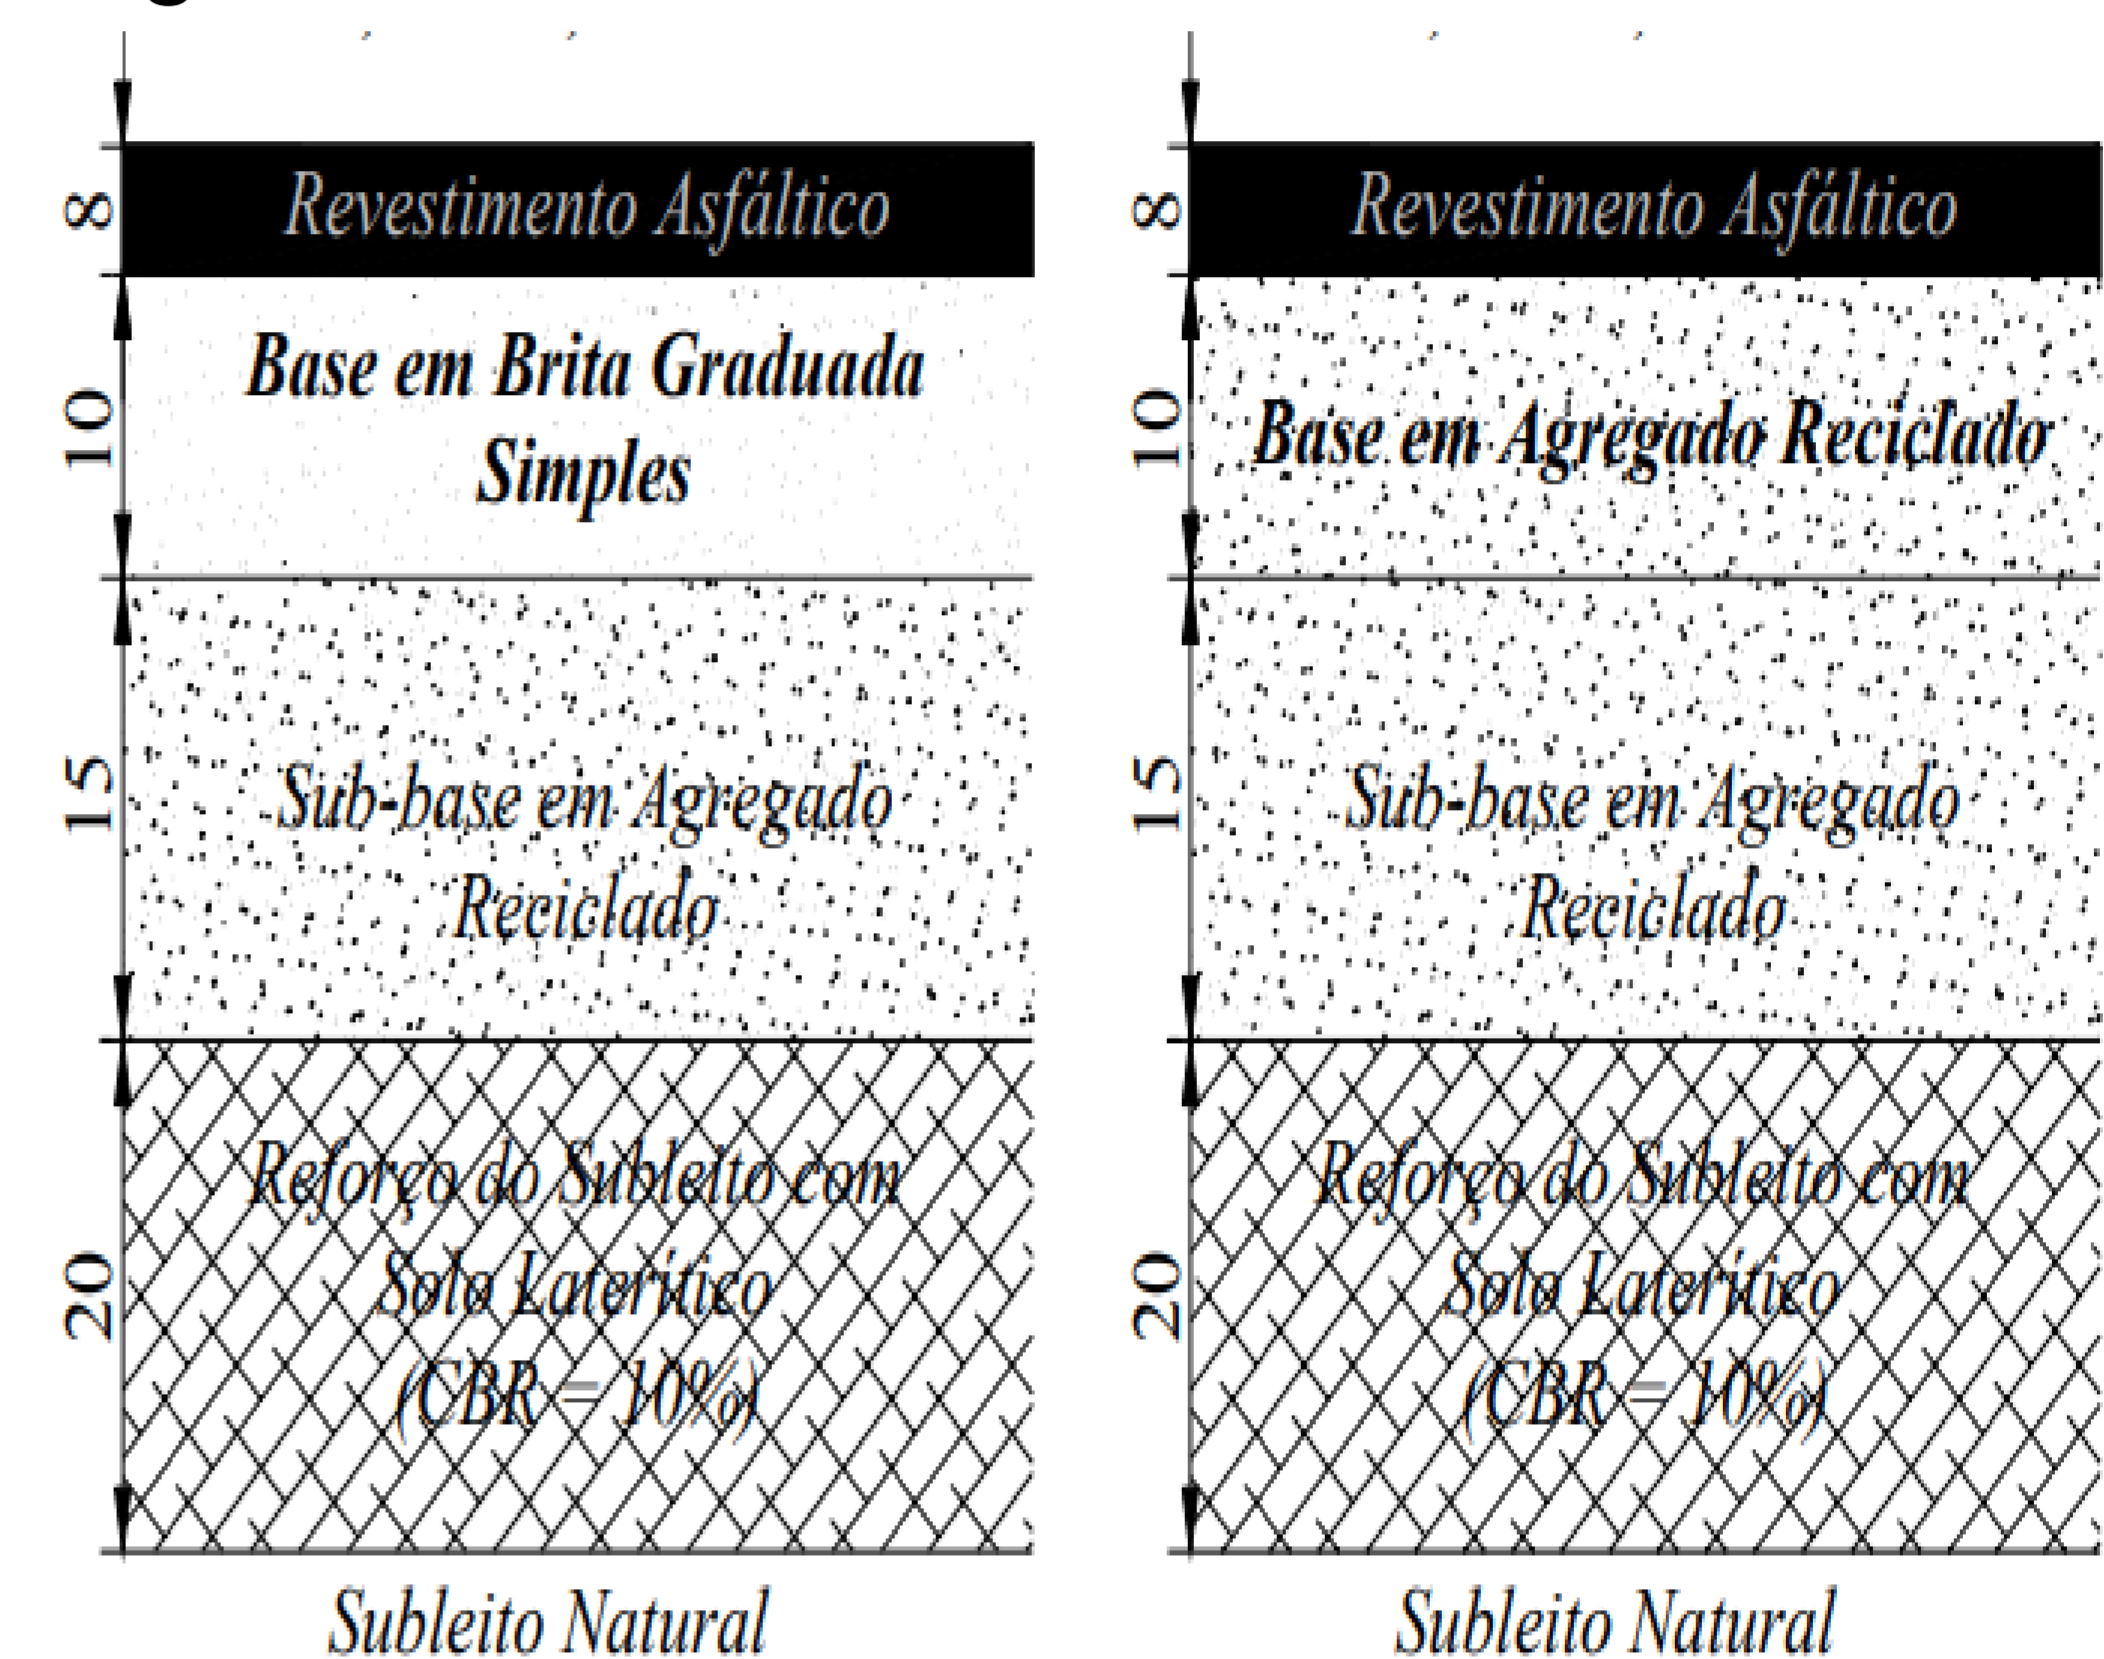 8
Revestimento Asfáltico
10
Base em Brita Graduada
Simples
15
Sub-base em Agregado
Reciclado
20
Reforço do Subleito com
Solo Laterítico
(CBR = 10%)
Subleito Natural
8
Revestimento Asfáltico
10
Base em Agregado Reciclado
15
Sub-base em Agregado
Reciclado
20
Reforço do Subleito com
Solo Laterítico
(CBR = 10%)
Subleito Natural